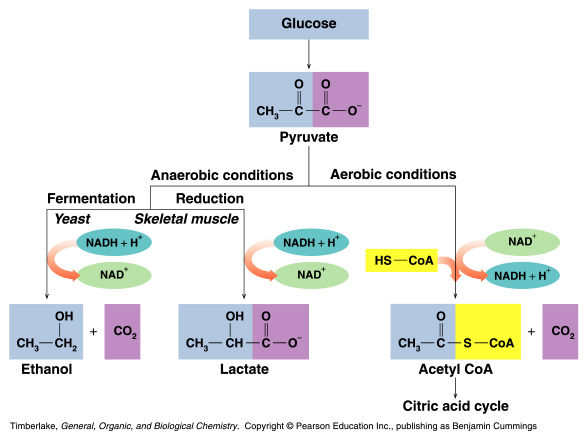 Glucose
O O
CH₃—C—C—O⁻
Pyruvate
Anaerobic conditions Aerobic conditions
Fermentation Reduction
Yeast Skeletal muscle
NADH + H⁺ NADH + H⁺ NAD⁺
HS—CoA
NAD⁺ NAD⁺ NADH + H⁺
OH OH O O
CH₃—CH₂ + CO₂ CH₃—CH—C—O⁻ CH₃—C—S—CoA + CO₂
Ethanol Lactate Acetyl CoA
Citric acid cycle
Timberlake, General, Organic, and Biological Chemistry. Copyright © Pearson Education Inc., publishing as Benjamin Cummings